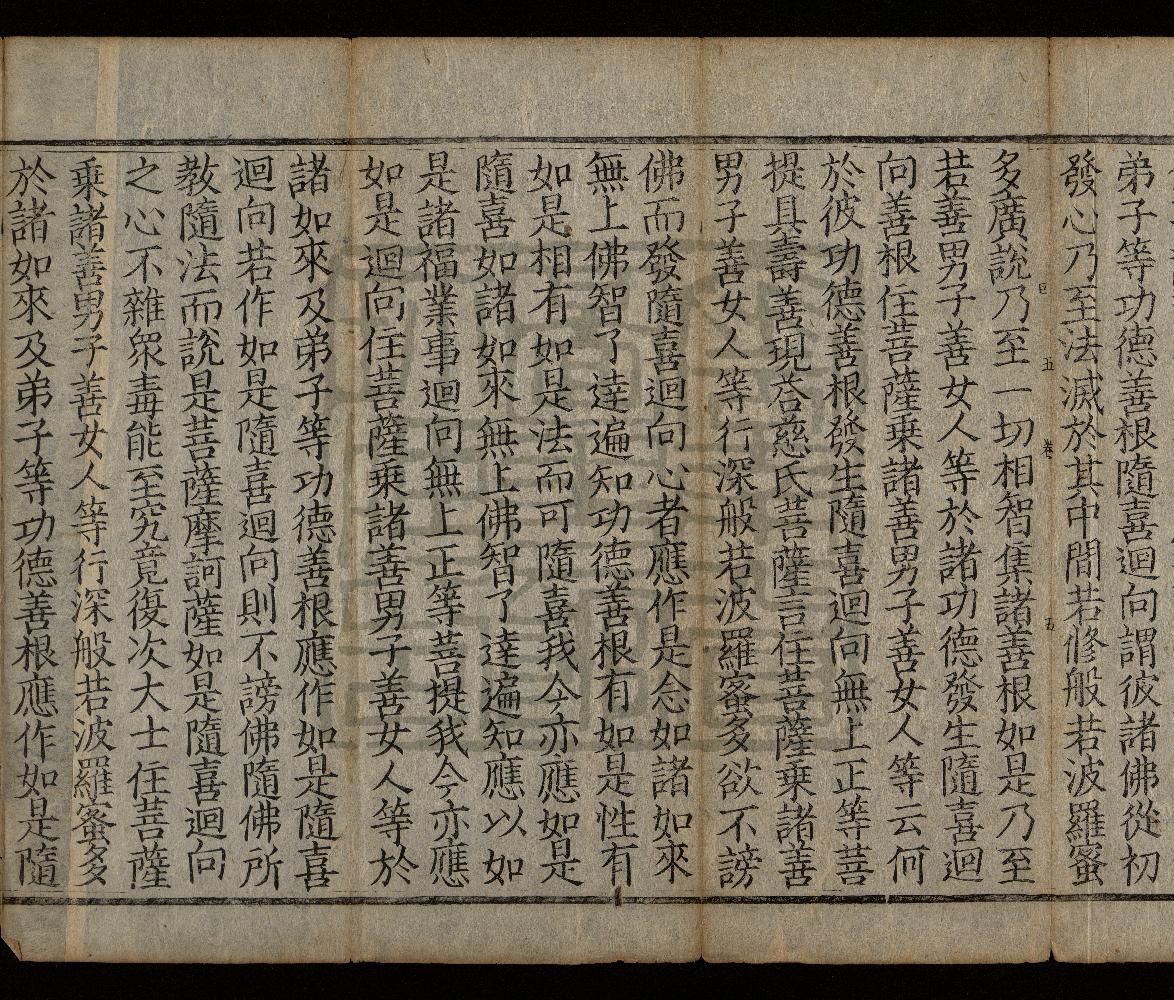 弟子等功德善根隨喜迴向謂彼諸佛從初
發心乃至法滅於其中間若修般若波羅蜜
多廣說乃至一切相智集諸善根如是乃至
若善男子善女人等於諸功德發生隨喜迴
向善根住菩薩乘諸善男子善女人等云何
於彼功德善根發生隨喜迴向無上正等菩
提具壽善現荅慈氏菩薩言住菩薩乘諸善
男子善女人等行深般若波羅蜜多欲不謗
佛而發隨喜迴向心者應作是念如諸如來
無上佛智了達遍知功德善根有如是性有
如是相有如是法而可隨喜我今亦應如是
隨喜如諸如來無上佛智了達遍知應以如
是諸福業事迴向無上正等菩提我今亦應
如是迴向住菩薩乘諸善男子善女人等於
諸如來及弟子等功德善根應作如是隨喜
迴向若作如是隨喜迴向則不謗佛隨佛所
教隨法而說是菩薩摩訶薩如是隨喜迴向
之心不雜眾毒能至究竟復次大士住菩薩
乘諸善男子善女人等行深般若波羅蜜多
於諸如來及弟子等功德善根應作如是隨